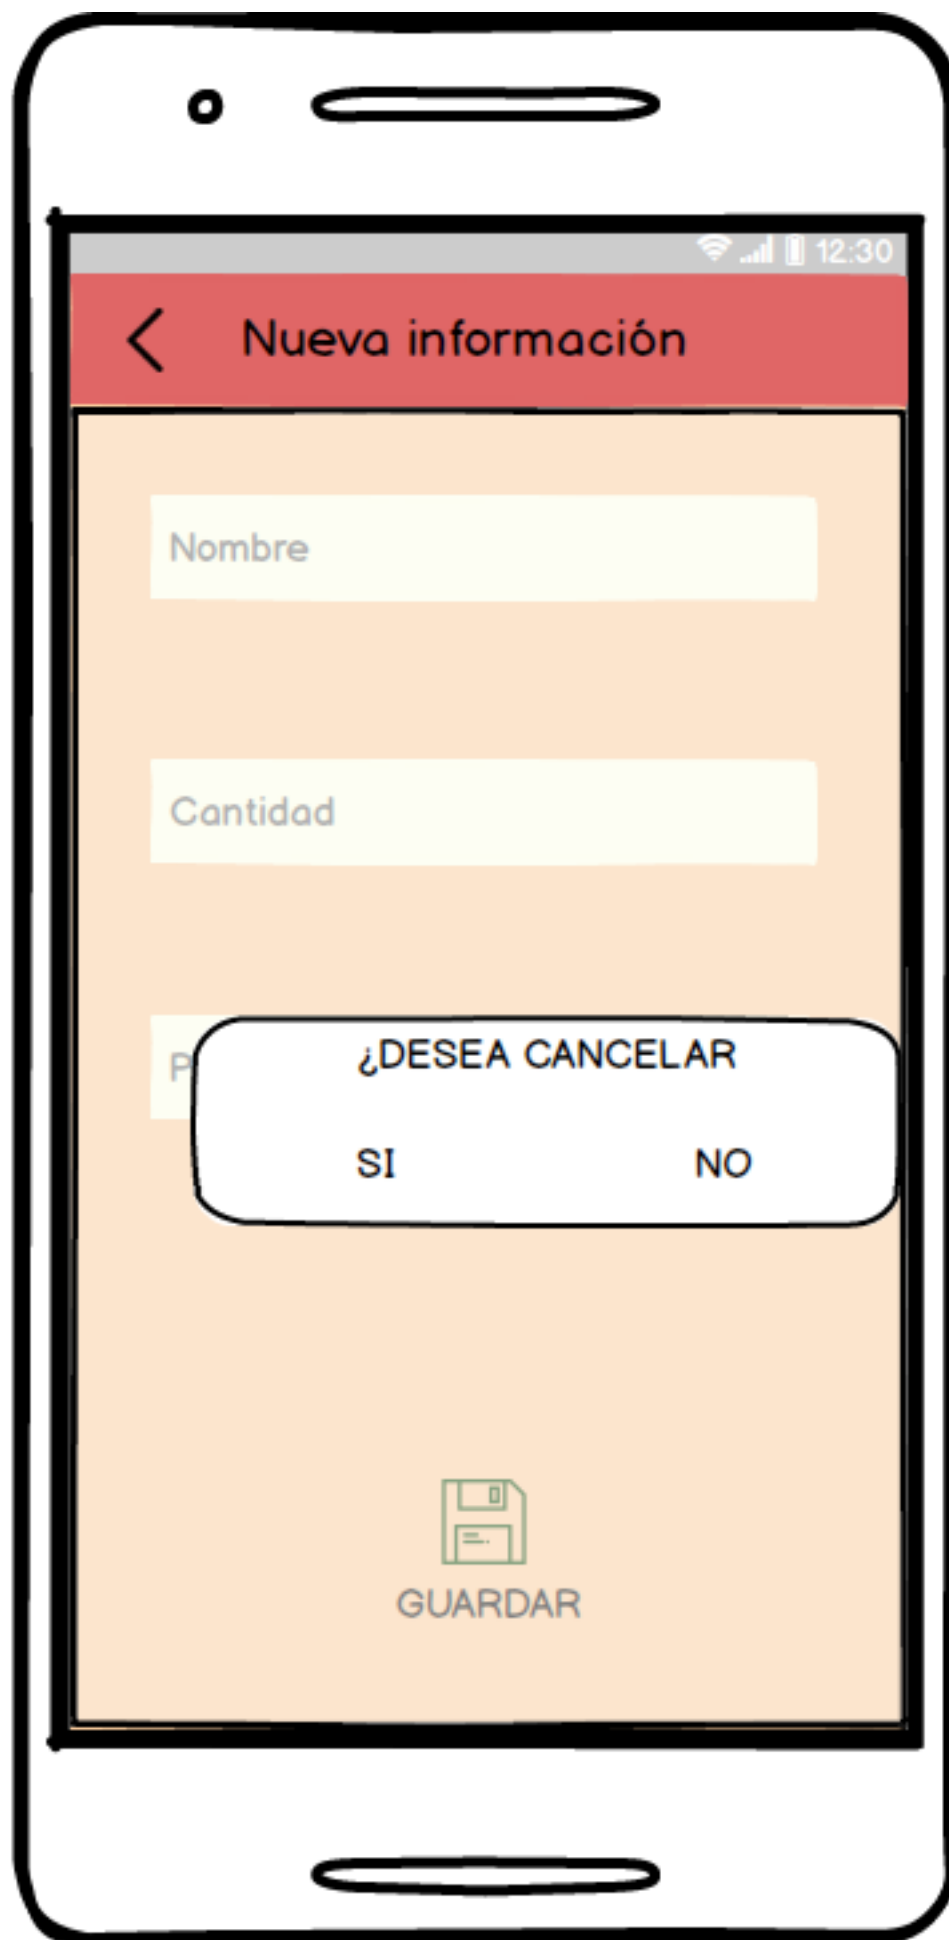 12:30
Nueva información
Nombre
Cantidad
P
¿DESEA CANCELAR
SI NO
GUARDAR